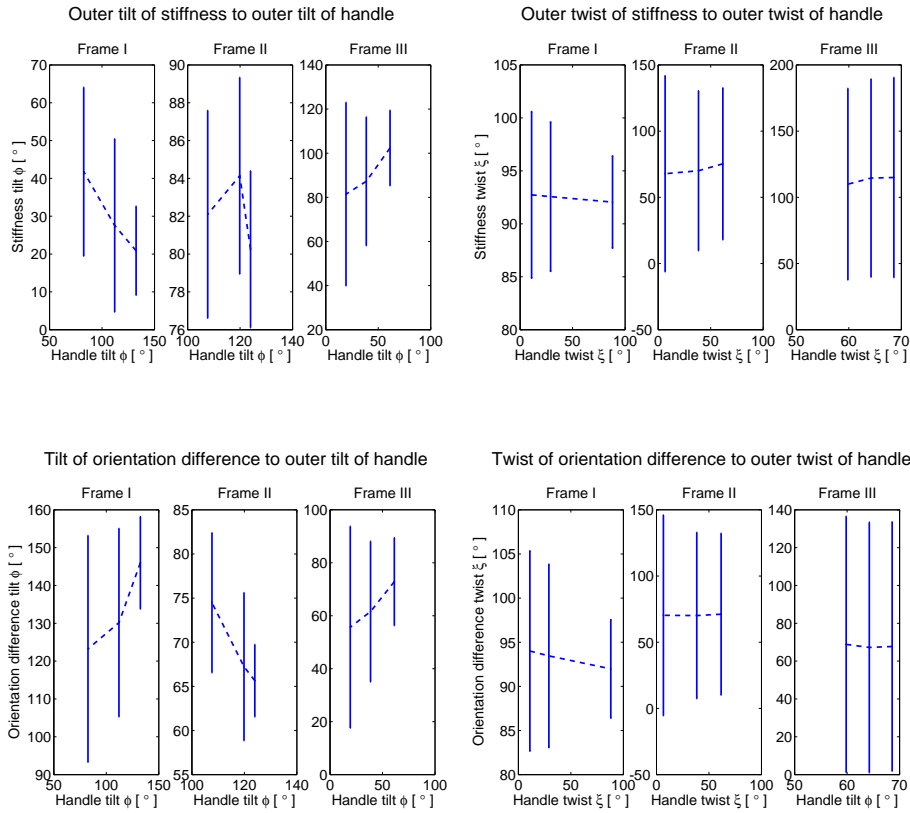 Outer tilt of stiffness to outer tilt of handle
Outer twist of stiffness to outer twist of handle
Frame I
Frame II
Frame III
Frame I
Frame II
Frame III
Stiffness tilt ϕ [ ° ]
70
60
50
40
30
20
10
0
50 100 150
Handle tilt ϕ [ ° ]
90
88
86
84
82
80
78
76
100 120 140
Handle tilt ϕ [ ° ]
140
120
100
80
60
40
20
0 50 100
Handle tilt ϕ [ ° ]
Stiffness twist ξ [ ° ]
105
100
95
90
85
80
0 50 100
Handle twist ξ [ ° ]
150
100
50
0
-50
0 50 100
Handle twist ξ [ ° ]
200
150
100
50
0
50 60 70
Handle twist ξ [ ° ]
Tilt of orientation difference to outer tilt of handle
Twist of orientation difference to outer twist of handle
Frame I
Frame II
Frame III
Frame I
Frame II
Frame III
Orientation difference tilt ϕ [ ° ]
160
150
140
130
120
110
100
90
50 100 150
Handle tilt ϕ [ ° ]
85
80
75
70
65
60
55
100 120 140
Handle tilt ϕ [ ° ]
100
80
60
40
20
0
0 50 100
Handle tilt ϕ [ ° ]
Orientation difference twist ξ [ ° ]
110
105
100
95
90
85
80
0 50 100
Handle twist ξ [ ° ]
150
100
50
0
-50
0 50 100
Handle twist ξ [ ° ]
140
120
100
80
60
40
20
0
50 60 70
Handle tilt ϕ [ ° ]